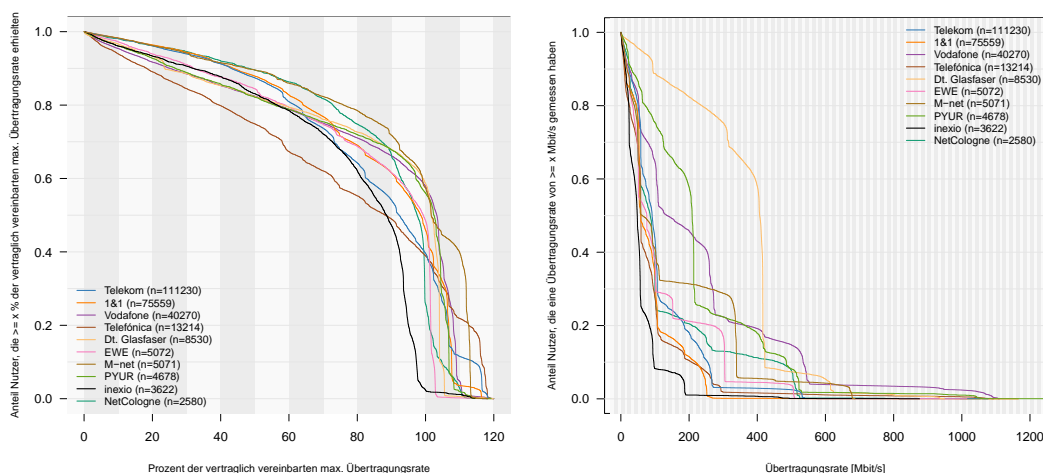 Anteil Nutzer, die >= x % der vertraglich vereinbarten max. Übertragungsrate erhielten
1.0
0.8
0.6
0.4
0.2
0.0
Telekom (n=111230)
1&1 (n=75559)
Vodafone (n=40270)
Telefónica (n=13214)
Dt. Glasfaser (n=8530)
EWE (n=5072)
M-net (n=5071)
PYUR (n=4678)
inexio (n=3622)
NetCologne (n=2580)
0 20 40 60 80 100 120
Prozent der vertraglich vereinbarten max. Übertragungsrate
Anteil Nutzer, die eine Übertragungsrate von >= x Mbit/s gemessen haben
1.0
0.8
0.6
0.4
0.2
0.0
Telekom (n=111230)
1&1 (n=75559)
Vodafone (n=40270)
Telefónica (n=13214)
Dt. Glasfaser (n=8530)
EWE (n=5072)
M-net (n=5071)
PYUR (n=4678)
inexio (n=3622)
NetCologne (n=2580)
0 200 400 600 800 1000 1200
Übertragungsrate [Mbit/s]